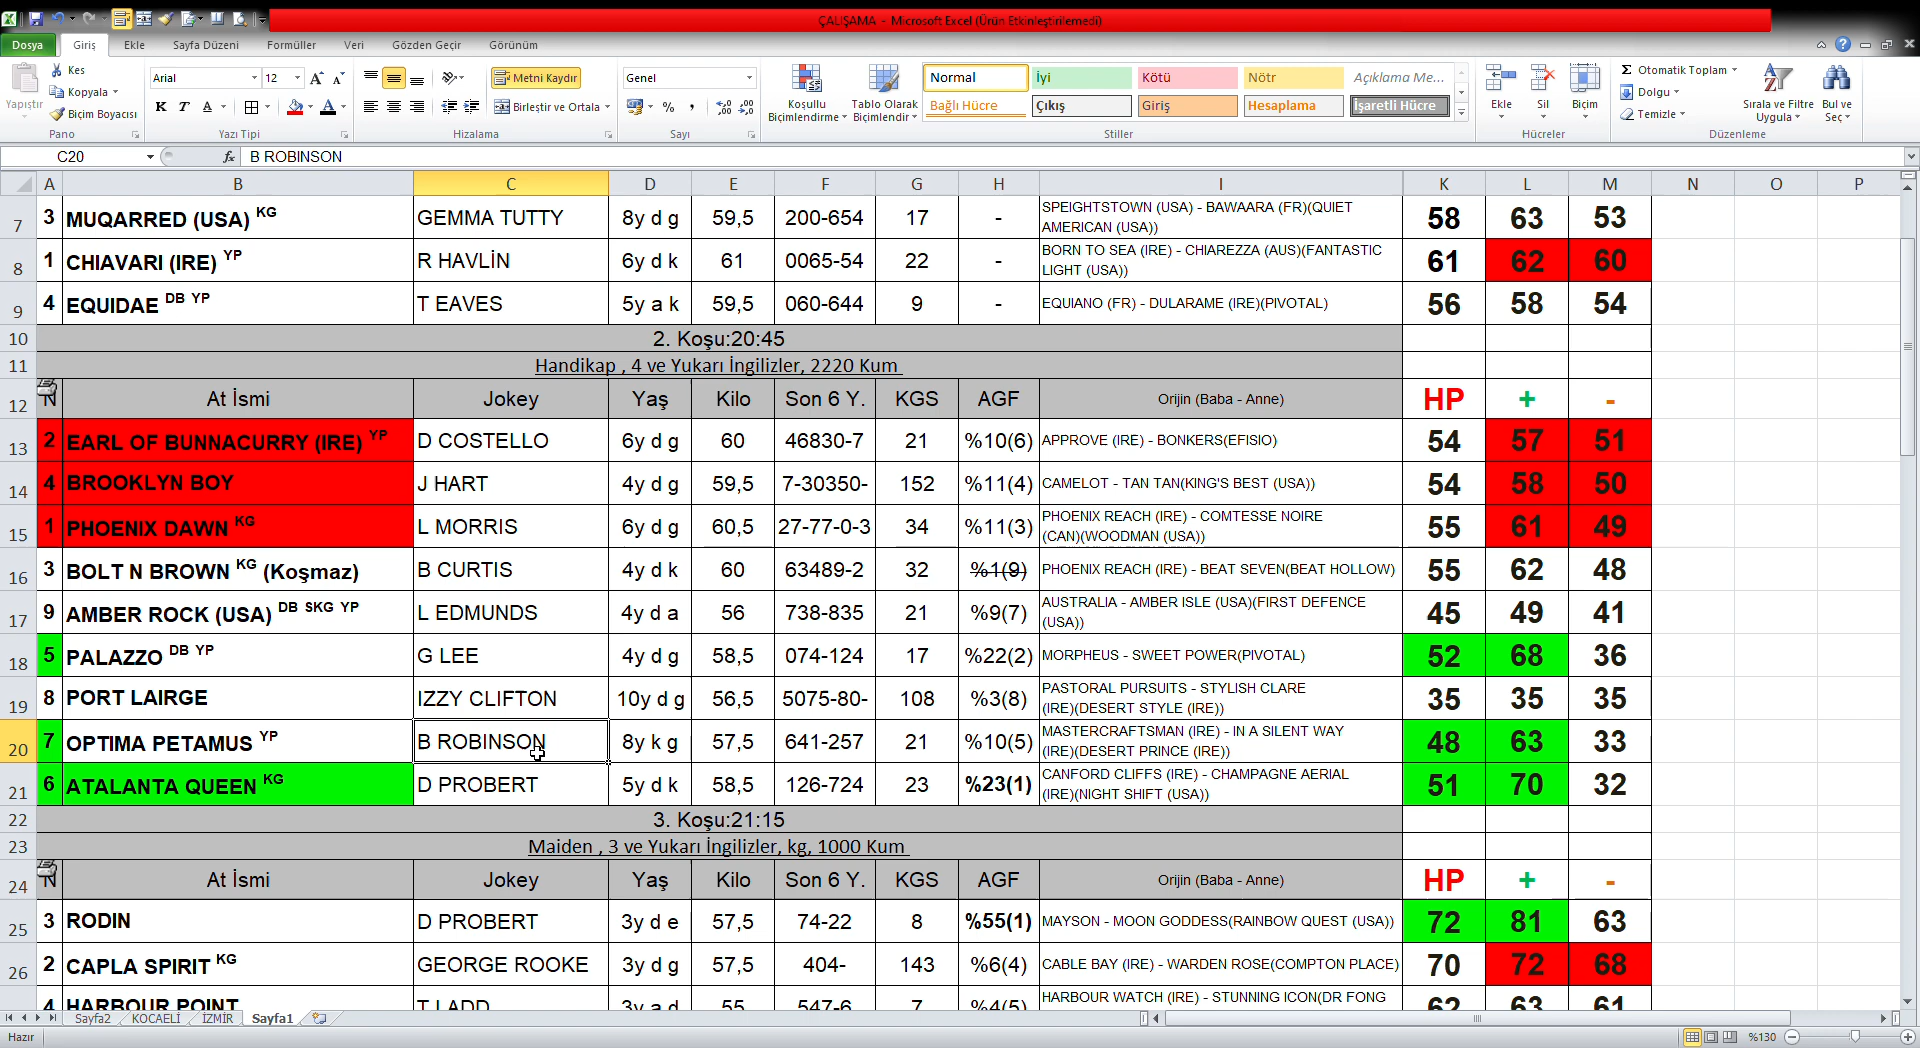 ÇALIŞAMA - Microsoft Excel (Ürün Etkinleştirilemedi)
Dosya Giriş Ekle Sayfa Düzeni Formüller Veri Gözden Geçir Görünüm
Yapıştır Kes Kopyala Biçim Boyacısı Pano
Arial 12 K T A Yazı Tipi
Metni Kaydır Birleştir ve Ortala Hizalama
Genel % Sayı
Koşullu Biçimlendirme Tablo Olarak Biçimlendir
Normal İyi Kötü Nötr Açıklama Me...
Bağlı Hücre Çıkış Giriş Hesaplama İşaretli Hücre
Stiller
Ekle Sil Biçim Hücreler
Otomatik Toplam Dolgu Temizle Sırala ve Filtre Uygula Bul ve Seç Düzenleme
C20 fx B ROBINSON
A B C D E F G H I K L M N O P
7 3 MUQARRED (USA) KG GEMMA TUTTY 8y d g 59,5 200-654 17 - SPEIGHTSTOWN (USA) - BAWAARA (FR)(QUIET AMERICAN (USA)) 58 63 53
8 1 CHIAVARI (IRE) YP R HAVLİN 6y d k 61 0065-54 22 - BORN TO SEA (IRE) - CHIAREZZA (AUS)(FANTASTIC LIGHT (USA)) 61 62 60
9 4 EQUIDAE DB YP T EAVES 5y a k 59,5 060-644 9 - EQUIANO (FR) - DULARAME (IRE)(PIVOTAL) 56 58 54
10 2. Koşu:20:45
11 Handikap , 4 ve Yukarı İngilizler, 2220 Kum
12 N At İsmi Jokey Yaş Kilo Son 6 Y. KGS AGF Orijin (Baba - Anne) HP + -
13 2 EARL OF BUNNACURRY (IRE) YP D COSTELLO 6y d g 60 46830-7 21 %10(6) APPROVE (IRE) - BONKERS(EFISIO) 54 57 51
14 4 BROOKLYN BOY J HART 4y d g 59,5 7-30350- 152 %11(4) CAMELOT - TAN TAN(KING'S BEST (USA)) 54 58 50
15 1 PHOENIX DAWN KG L MORRIS 6y d g 60,5 27-77-0-3 34 %11(3) PHOENIX REACH (IRE) - COMTESSE NOIRE (CAN)(WOODMAN (USA)) 55 61 49
16 3 BOLT N BROWN KG (Koşmaz) B CURTIS 4y d k 60 63489-2 32 %1(9) PHOENIX REACH (IRE) - BEAT SEVEN(BEAT HOLLOW) 55 62 48
17 9 AMBER ROCK (USA) DB SKG YP L EDMUNDS 4y d a 56 738-835 21 %9(7) AUSTRALIA - AMBER ISLE (USA)(FIRST DEFENCE (USA)) 45 49 41
18 5 PALAZZO DB YP G LEE 4y d g 58,5 074-124 17 %22(2) MORPHEUS - SWEET POWER(PIVOTAL) 52 68 36
19 8 PORT LAIRGE IZZY CLIFTON 10y d g 56,5 5075-80- 108 %3(8) PASTORAL PURSUITS - STYLISH CLARE (IRE)(DESERT STYLE (IRE)) 35 35 35
20 7 OPTIMA PETAMUS YP B ROBINSON 8y k g 57,5 641-257 21 %10(5) MASTERCRAFTSMAN (IRE) - IN A SILENT WAY (IRE)(DESERT PRINCE (IRE)) 48 63 33
21 6 ATALANTA QUEEN KG D PROBERT 5y d k 58,5 126-724 23 %23(1) CANFORD CLIFFS (IRE) - CHAMPAGNE AERIAL (IRE)(NIGHT SHIFT (USA)) 51 70 32
22 3. Koşu:21:15
23 Maiden , 3 ve Yukarı İngilizler, kg, 1000 Kum
24 N At İsmi Jokey Yaş Kilo Son 6 Y. KGS AGF Orijin (Baba - Anne) HP + -
25 3 RODIN D PROBERT 3y d e 57,5 74-22 8 %55(1) MAYSON - MOON GODDESS(RAINBOW QUEST (USA)) 72 81 63
26 2 CAPLA SPIRIT KG GEORGE ROOKE 3y d g 57,5 404- 143 %6(4) CABLE BAY (IRE) - WARDEN ROSE(COMPTON PLACE) 70 72 68
4 HARBOUR POINT T LADD 3y a d 55 547-6 7 %4(5) HARBOUR WATCH (IRE) - STUNNING ICON(DR FONG 62 63 61
Sayfa2 KOCAELİ İZMİR Sayfa1
Hazır %130